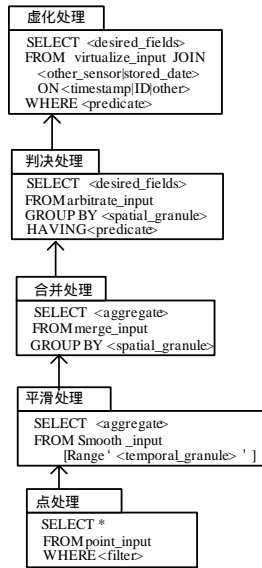 虚化处理
SELECT <desired_fields>
FROM virtualize_input JOIN
<other_sensor|stored_date>
ON<timestamp|ID|other>
WHERE <predicate>
判决处理
SELECT <desired_fields>
FROM arbitrate_input
GROUP BY <spatial_granule>
HAVING<predicate>
合并处理
SELECT <aggregate>
FROM merge_input
GROUP BY <spatial_granule>
平滑处理
SELECT <aggregate>
FROM Smooth _input
[Range‘ <temporal_granule> ’ ]
点处理
SELECT *
FROM point_input
WHERE<filter>